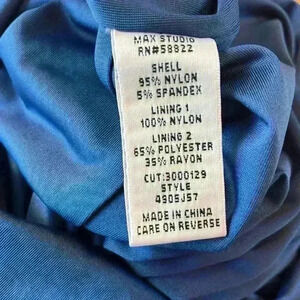 MAX STUDIO
RN#58922
SHELL
95% NYLON
5% SPANDEX
LINING 1
100% NYLON
LINING 2
65% POLYESTER
35% RAYON
CUT:3000129
STYLE
4905J57
MADE IN CHINA
CARE ON REVERSE